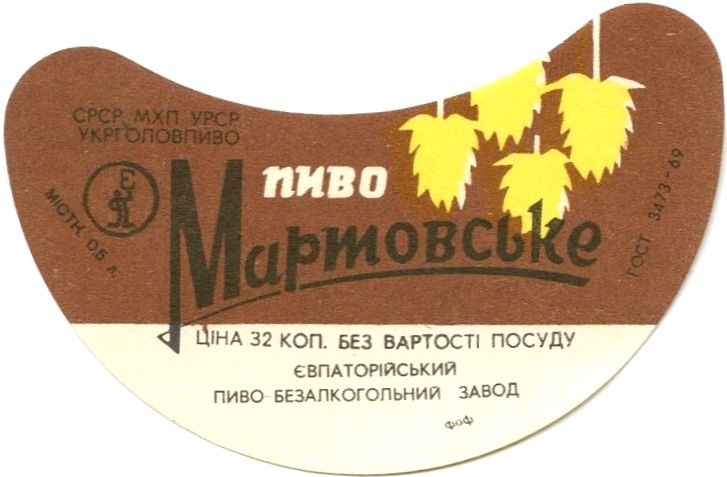 СРСР МХП УРСР
УКРГОЛОВПИВО
МІСТН. 0,5 л.
ПИВО
Мартовське
ГОСТ 3473-69
ЦІНА 32 КОП. БЕЗ ВАРТОСТІ ПОСУДУ
ЄВПАТОРІЙСЬКИЙ
ПИВО-БЕЗАЛКОГОЛЬНИЙ ЗАВОД
ФОФ